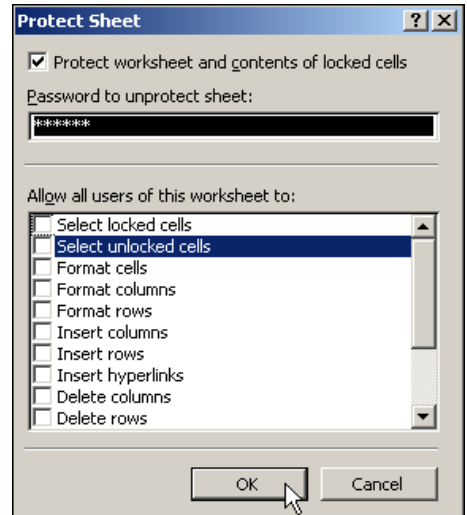 Protect Sheet
Protect worksheet and contents of locked cells
Password to unprotect sheet:
******
Allow all users of this worksheet to:
Select locked cells
Select unlocked cells
Format cells
Format columns
Format rows
Insert columns
Insert rows
Insert hyperlinks
Delete columns
Delete rows
OK Cancel